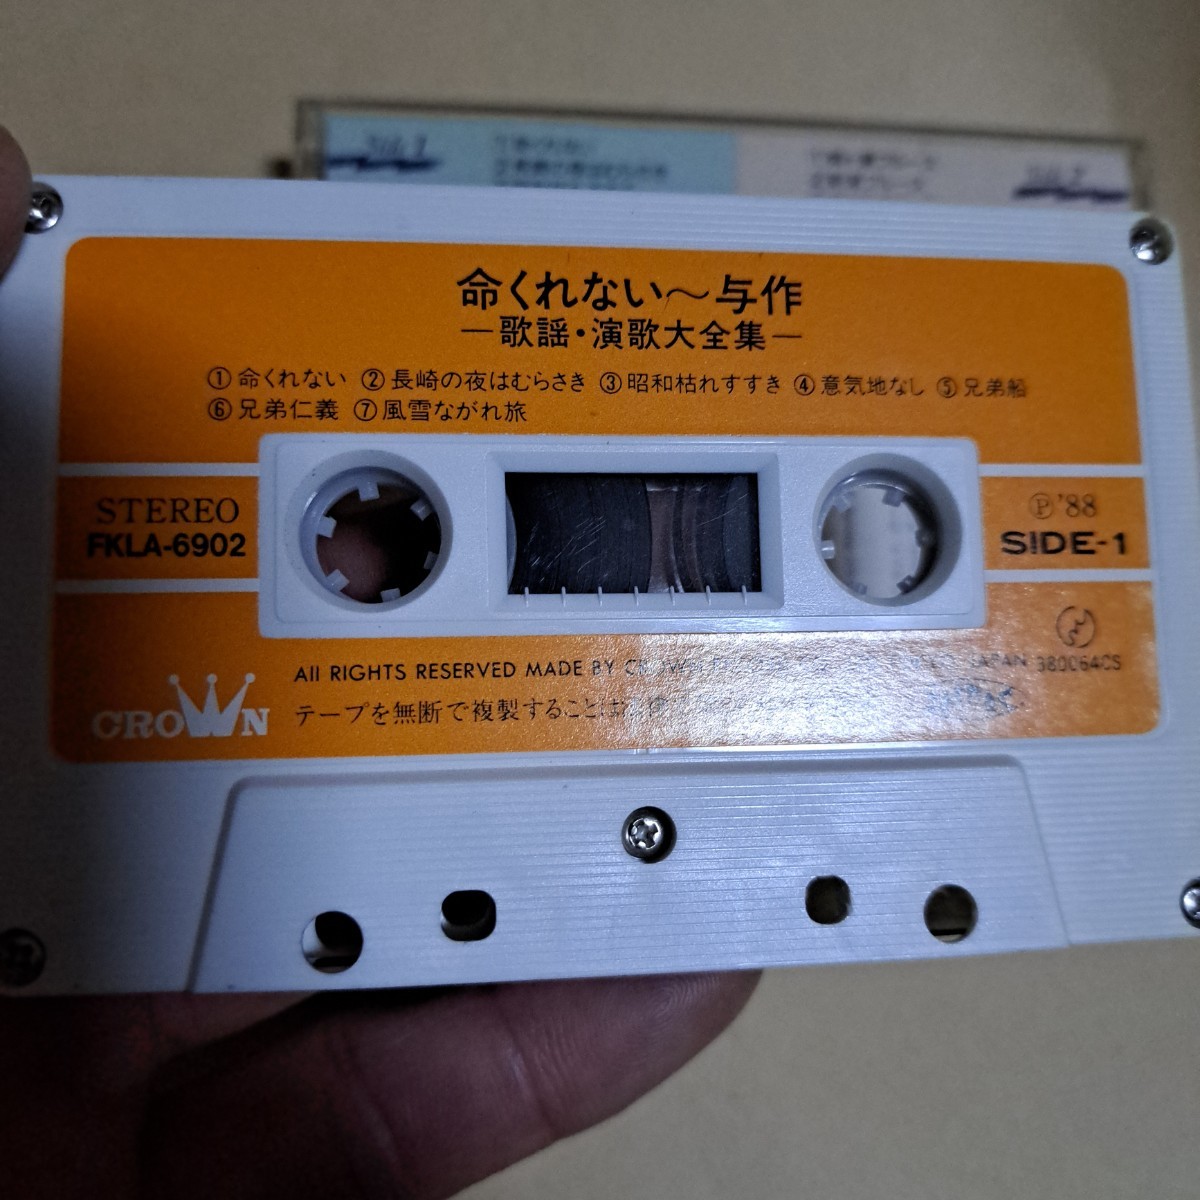 命くれない〜与作
—歌謡・演歌大全集—
① 命くれない ② 長崎の夜はむらさき ③ 昭和枯れすすき ④ 意気地なし ⑤ 兄弟船
⑥ 兄弟仁義 ⑦ 風雪ながれ旅
STEREO
FKLA-6902
Ⓟ '88
SIDE-1
All RIGHTS RESERVED MADE BY CROWN JAPAN 380064CS
CROWN
テープを無断で複製することは